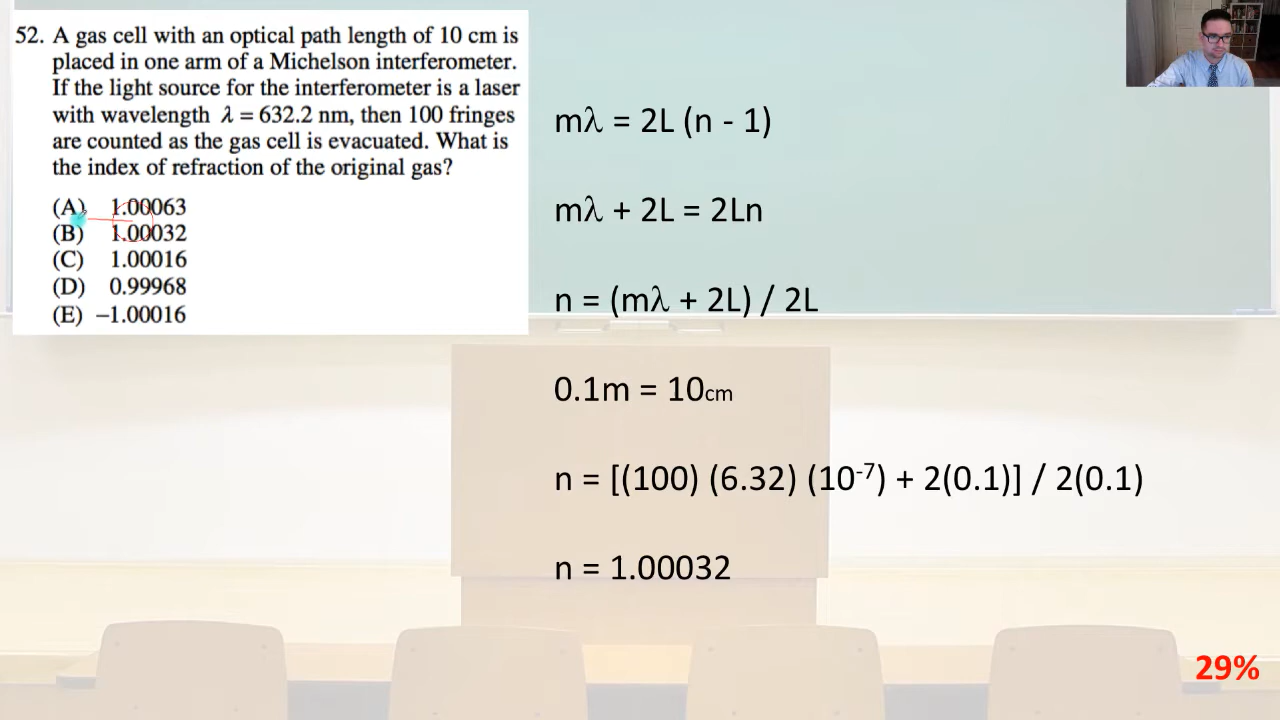 52. A gas cell with an optical path length of 10 cm is
placed in one arm of a Michelson interferometer.
If the light source for the interferometer is a laser
with wavelength λ = 632.2 nm, then 100 fringes
are counted as the gas cell is evacuated. What is
the index of refraction of the original gas?
(A) 1.00063
(B) 1.00032
(C) 1.00016
(D) 0.99968
(E) −1.00016
mλ = 2L (n - 1)
mλ + 2L = 2Ln
n = (mλ + 2L) / 2L
0.1m = 10cm
n = [(100) (6.32) (10⁻⁷) + 2(0.1)] / 2(0.1)
n = 1.00032
29%